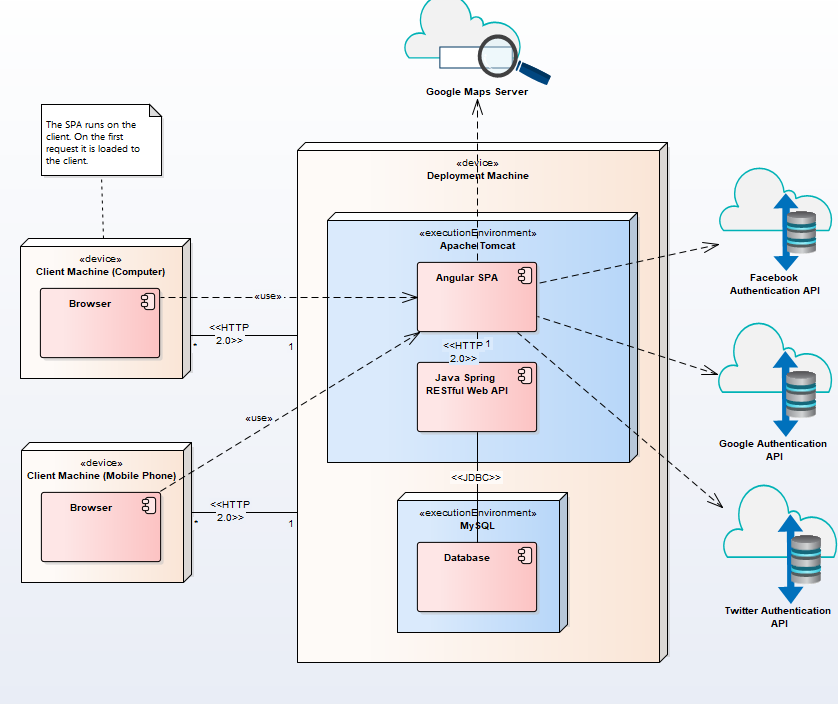 Google Maps Server
The SPA runs on the
client. On the first
request it is loaded to
the client.
«device»
Deployment Machine
«executionEnvironment»
Apache Tomcat
Angular SPA
«device»
Client Machine (Computer)
Browser
«use»
<<HTTP
2.0>>
*
1
<<HTTP
2.0>>
1
Java Spring
RESTful Web API
«use»
«device»
Client Machine (Mobile Phone)
Browser
<<HTTP
2.0>>
*
1
<<JDBC>>
«executionEnvironment»
MySQL
Database
Facebook
Authentication API
Google Authentication
API
Twitter Authentication
API